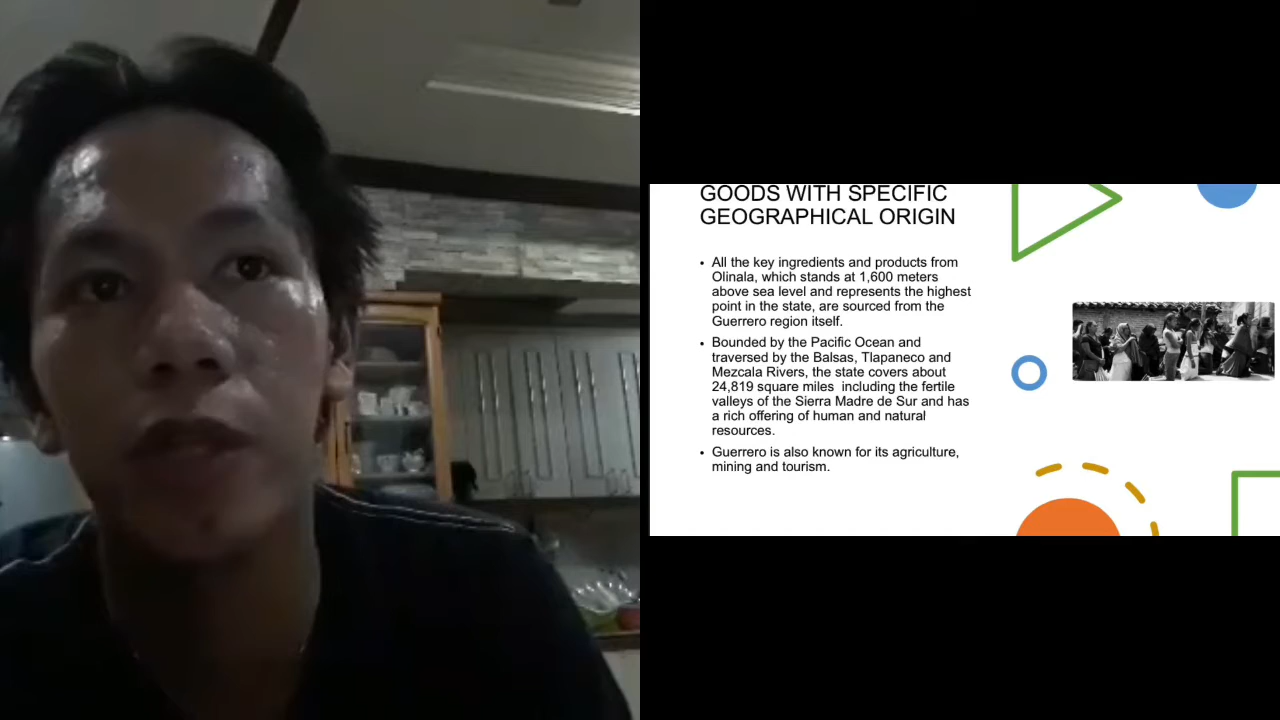 GOODS WITH SPECIFIC
GEOGRAPHICAL ORIGIN
• All the key ingredients and products from
Olinala, which stands at 1,600 meters
above sea level and represents the highest
point in the state, are sourced from the
Guerrero region itself.
• Bounded by the Pacific Ocean and
traversed by the Balsas, Tlapaneco and
Mezcala Rivers, the state covers about
24,819 square miles  including the fertile
valleys of the Sierra Madre de Sur and has
a rich offering of human and natural
resources.
• Guerrero is also known for its agriculture,
mining and tourism.